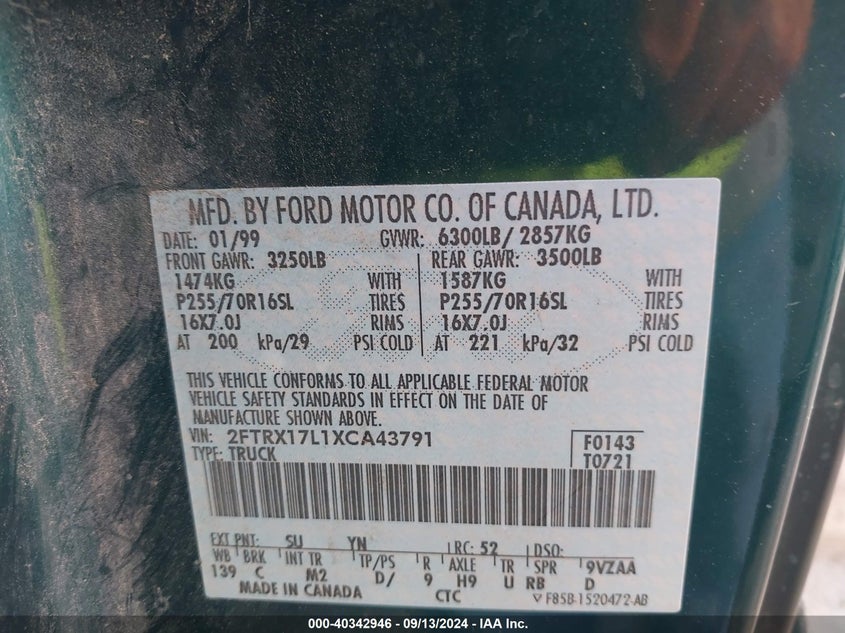 MFD. BY FORD MOTOR CO. OF CANADA, LTD.
DATE: 01/99 GVWR: 6300LB/ 2857KG
FRONT GAWR: 3250LB REAR GAWR: 3500LB
1474KG WITH 1587KG WITH
P255/70R16SL TIRES P255/70R16SL TIRES
16X7.0J RIMS 16X7.0J RIMS
AT 200 kPa/29 PSI COLD AT 221 kPa/32 PSI COLD
THIS VEHICLE CONFORMS TO ALL APPLICABLE FEDERAL MOTOR
VEHICLE SAFETY STANDARDS IN EFFECT ON THE DATE OF
MANUFACTURE SHOWN ABOVE.
VIN: 2FTRX17L1XCA43791 F0143
TYPE: TRUCK T0721
EXT PNT: SU YN RC: 52 DSO:
WB BRK INT TR TP/PS R AXLE TR SPR 9VZAA
139 C M2 D/ 9 H9 U RB D
MADE IN CANADA CTC F85B-1520472-AB
000-40342946 - 09/13/2024 - IAA Inc.